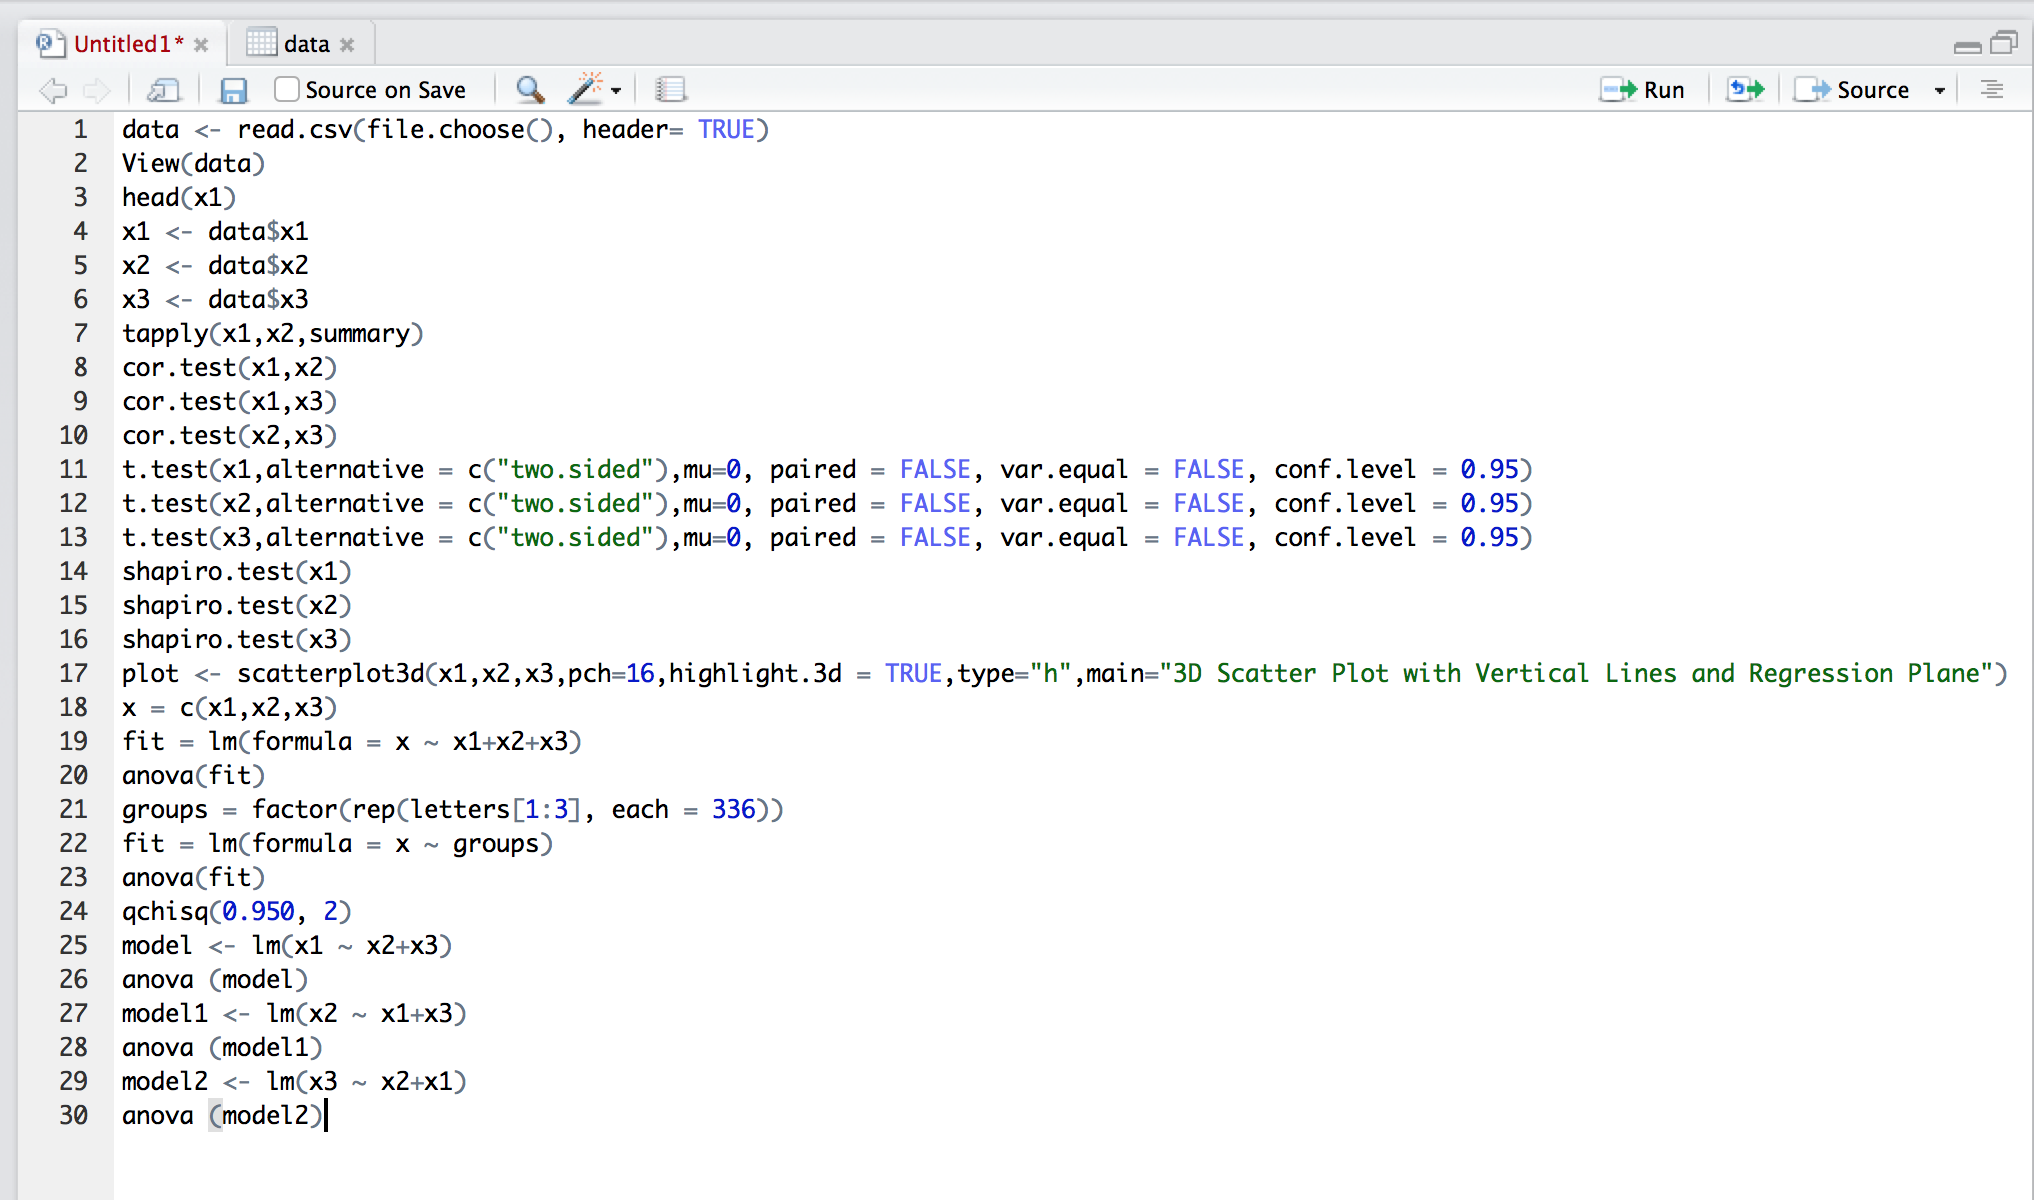 Untitled1* data
Source on Save Run Source
1 data <- read.csv(file.choose(), header= TRUE)
2 View(data)
3 head(x1)
4 x1 <- data$x1
5 x2 <- data$x2
6 x3 <- data$x3
7 tapply(x1,x2,summary)
8 cor.test(x1,x2)
9 cor.test(x1,x3)
10 cor.test(x2,x3)
11 t.test(x1,alternative = c("two.sided"),mu=0, paired = FALSE, var.equal = FALSE, conf.level = 0.95)
12 t.test(x2,alternative = c("two.sided"),mu=0, paired = FALSE, var.equal = FALSE, conf.level = 0.95)
13 t.test(x3,alternative = c("two.sided"),mu=0, paired = FALSE, var.equal = FALSE, conf.level = 0.95)
14 shapiro.test(x1)
15 shapiro.test(x2)
16 shapiro.test(x3)
17 plot <- scatterplot3d(x1,x2,x3,pch=16,highlight.3d = TRUE,type="h",main="3D Scatter Plot with Vertical Lines and Regression Plane")
18 x = c(x1,x2,x3)
19 fit = lm(formula = x ~ x1+x2+x3)
20 anova(fit)
21 groups = factor(rep(letters[1:3], each = 336))
22 fit = lm(formula = x ~ groups)
23 anova(fit)
24 qchisq(0.950, 2)
25 model <- lm(x1 ~ x2+x3)
26 anova (model)
27 model1 <- lm(x2 ~ x1+x3)
28 anova (model1)
29 model2 <- lm(x3 ~ x2+x1)
30 anova (model2)